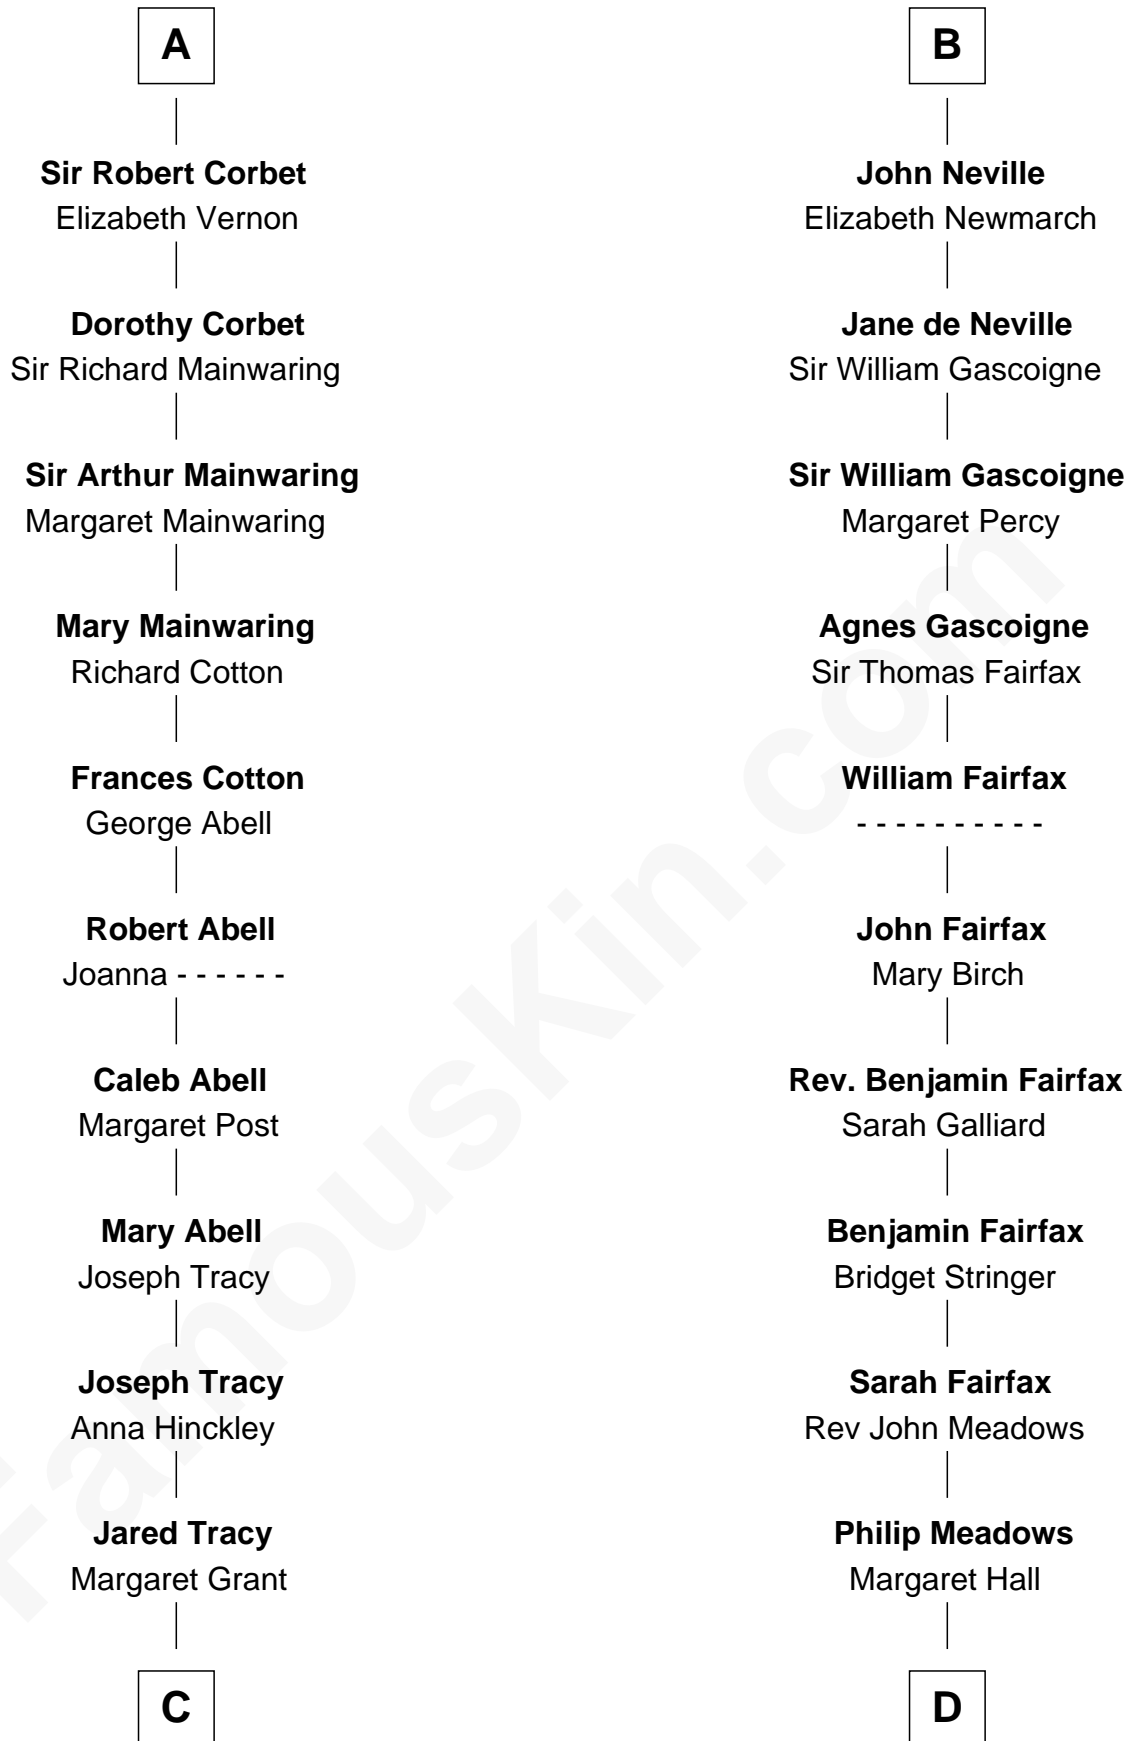 A
Sir Robert Corbet
Elizabeth Vernon
Dorothy Corbet
Sir Richard Mainwaring
Sir Arthur Mainwaring
Margaret Mainwaring
Mary Mainwaring
Richard Cotton
Frances Cotton
George Abell
Robert Abell
Joanna - - - - - -
Caleb Abell
Margaret Post
Mary Abell
Joseph Tracy
Joseph Tracy
Anna Hinckley
Jared Tracy
Margaret Grant
C
B
John Neville
Elizabeth Newmarch
Jane de Neville
Sir William Gascoigne
Sir William Gascoigne
Margaret Percy
Agnes Gascoigne
Sir Thomas Fairfax
William Fairfax
- - - - - - - - - -
John Fairfax
Mary Birch
Rev. Benjamin Fairfax
Sarah Galliard
Benjamin Fairfax
Bridget Stringer
Sarah Fairfax
Rev John Meadows
Philip Meadows
Margaret Hall
D
FamousKin.com